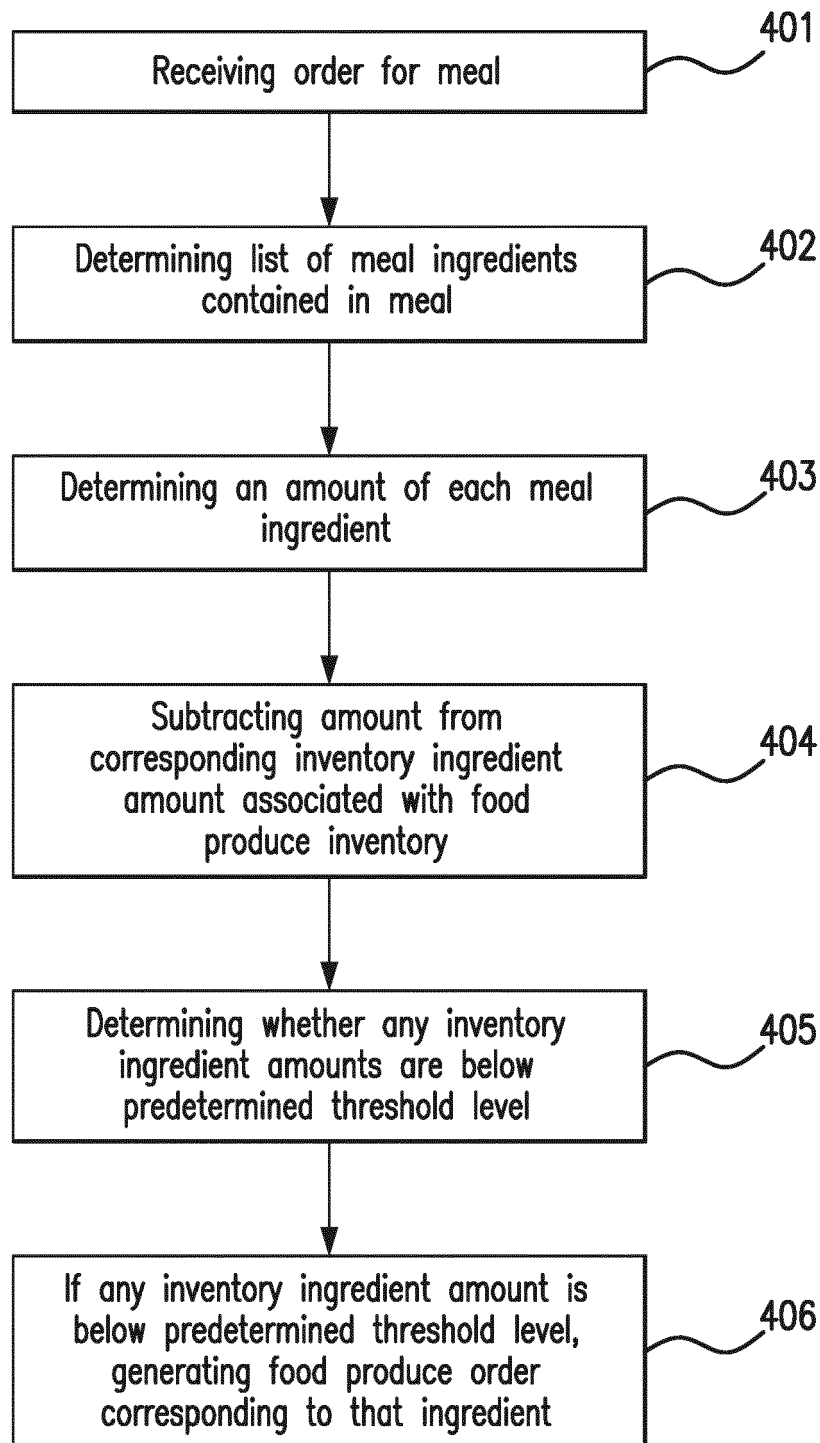 401
Receiving order for meal
402
Determining list of meal ingredients
contained in meal
403
Determining an amount of each meal
ingredient
404
Subtracting amount from
corresponding inventory ingredient
amount associated with food
produce inventory
405
Determining whether any inventory
ingredient amounts are below
predetermined threshold level
406
If any inventory ingredient amount is
below predetermined threshold level,
generating food produce order
corresponding to that ingredient